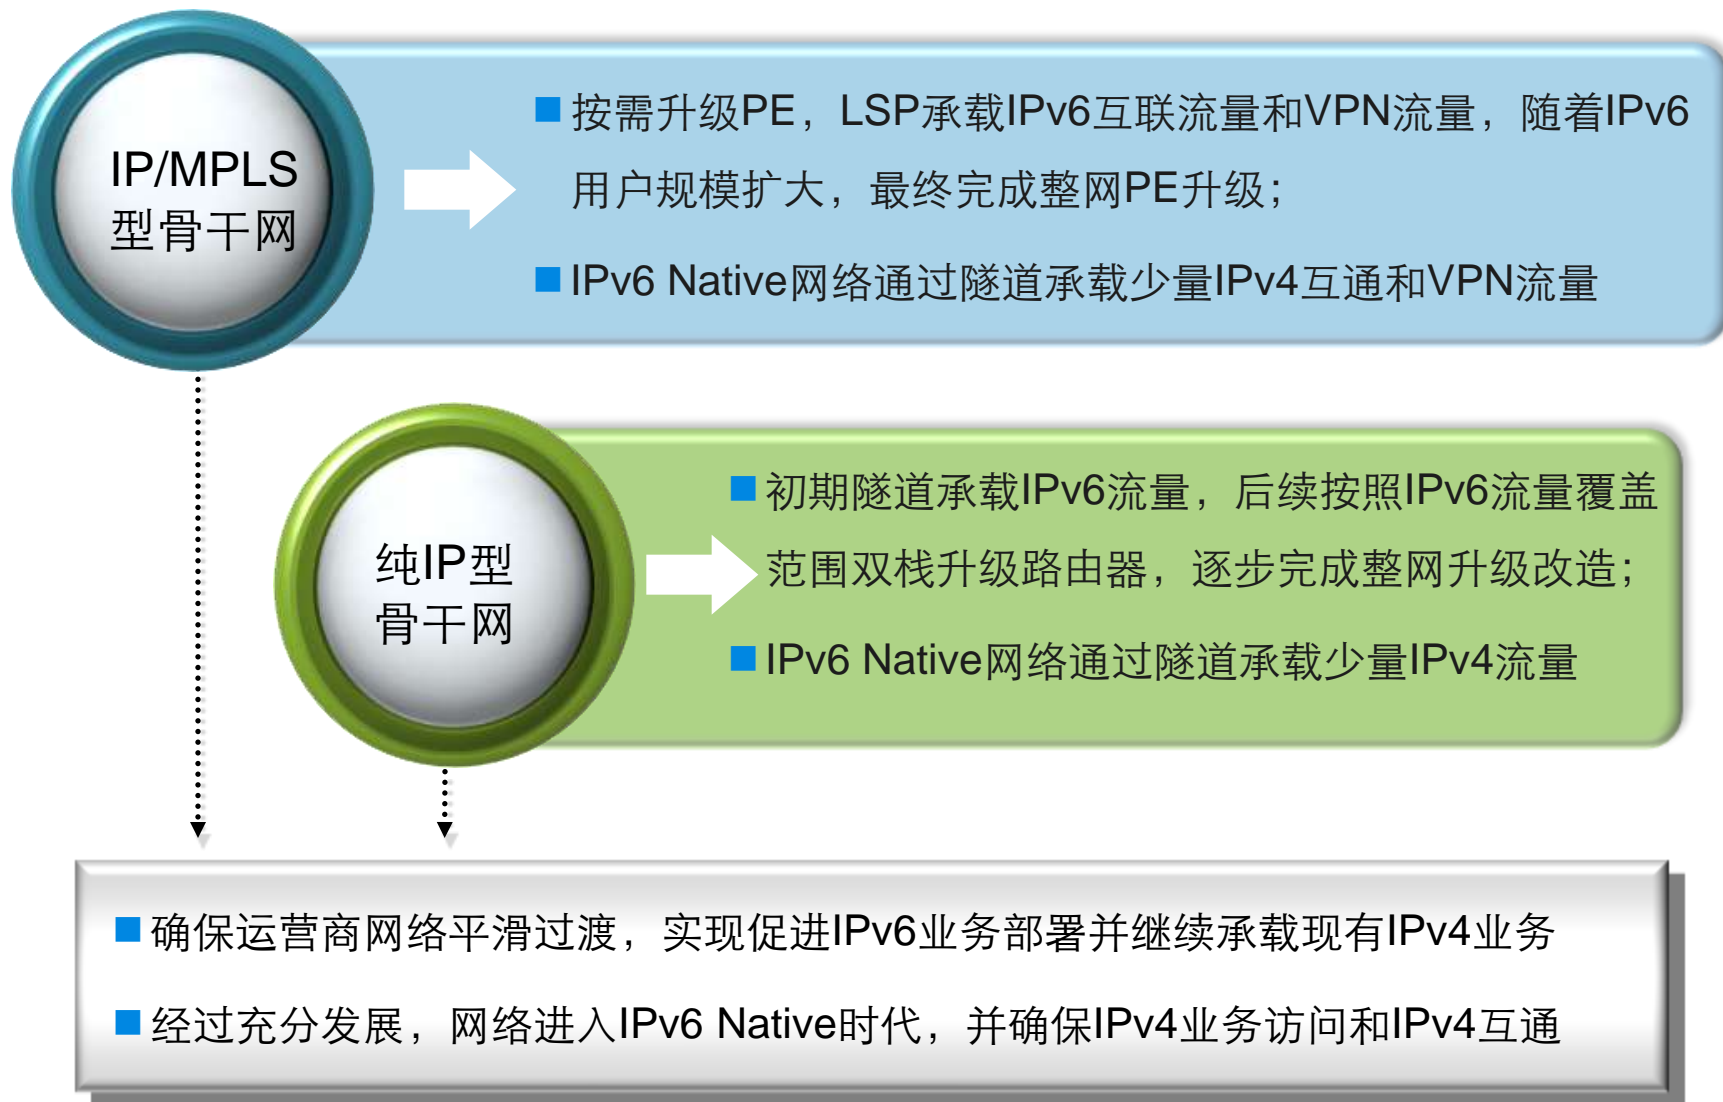 IP/MPLS
型骨干网
按需升级PE，LSP承载IPv6互联流量和VPN流量，随着IPv6
用户规模扩大，最终完成整网PE升级；
IPv6 Native网络通过隧道承载少量IPv4互通和VPN流量
纯IP型
骨干网
初期隧道承载IPv6流量，后续按照IPv6流量覆盖
范围双栈升级路由器，逐步完成整网升级改造；
IPv6 Native网络通过隧道承载少量IPv4流量
确保运营商网络平滑过渡，实现促进IPv6业务部署并继续承载现有IPv4业务
经过充分发展，网络进入IPv6 Native时代，并确保IPv4业务访问和IPv4互通